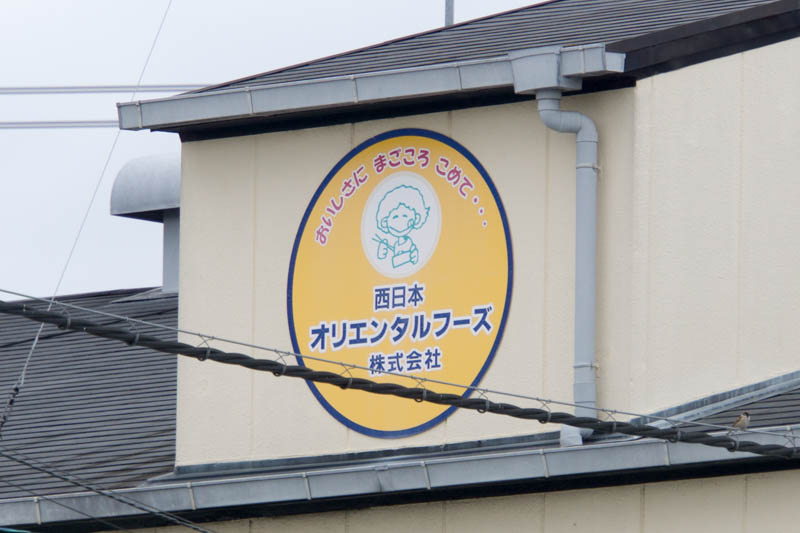 おいしさに まごころ こめて・・・
西日本
オリエンタルフーズ
株式会社